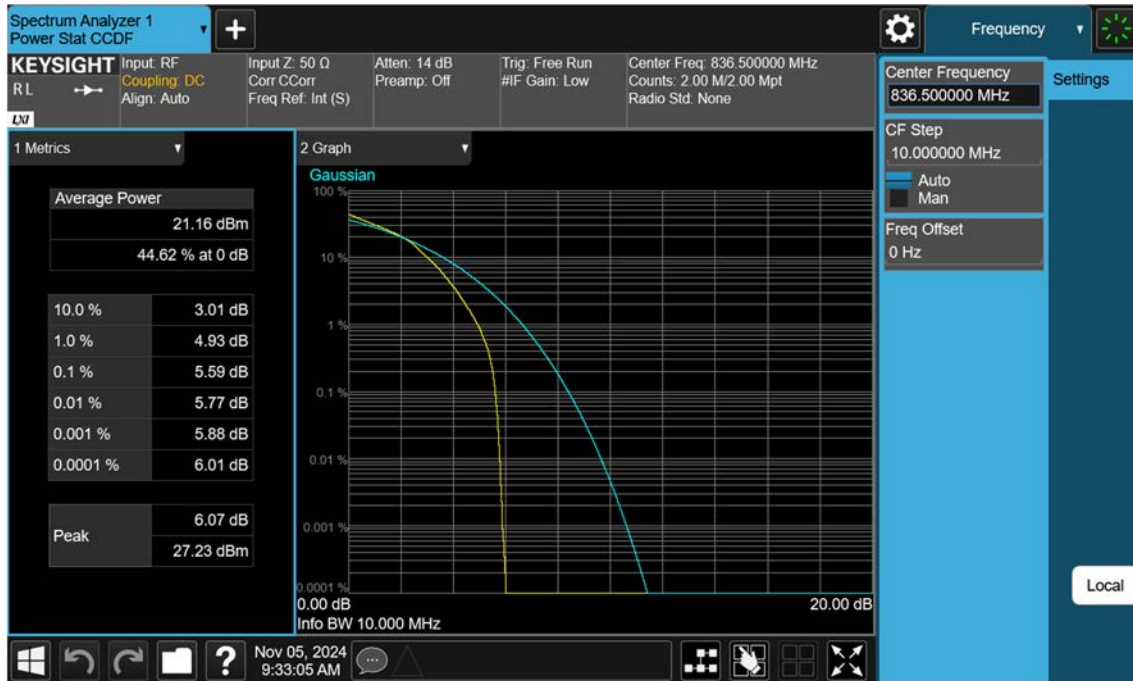 Spectrum Analyzer 1
Power Stat CCDF
Frequency
KEYSIGHT
R L
LXI
Input: RF
Coupling: DC
Align: Auto
Input Z: 50 Ω
Corr CCorr
Freq Ref: Int (S)
Atten: 14 dB
Preamp: Off
Trig: Free Run
#IF Gain: Low
Center Freq: 836.500000 MHz
Counts: 2.00 M/2.00 Mpt
Radio Std: None
Center Frequency
836.500000 MHz
Settings
CF Step
10.000000 MHz
Auto
Man
Freq Offset
0 Hz
Local
1 Metrics
Average Power
21.16 dBm
44.62 % at 0 dB
10.0 % 3.01 dB
1.0 % 4.93 dB
0.1 % 5.59 dB
0.01 % 5.77 dB
0.001 % 5.88 dB
0.0001 % 6.01 dB
Peak
6.07 dB
27.23 dBm
2 Graph
Gaussian
100 %
10 %
1 %
0.1 %
0.01 %
0.001 %
0.0001 %
0.00 dB 20.00 dB
Info BW 10.000 MHz
?
Nov 05, 2024
9:33:05 AM